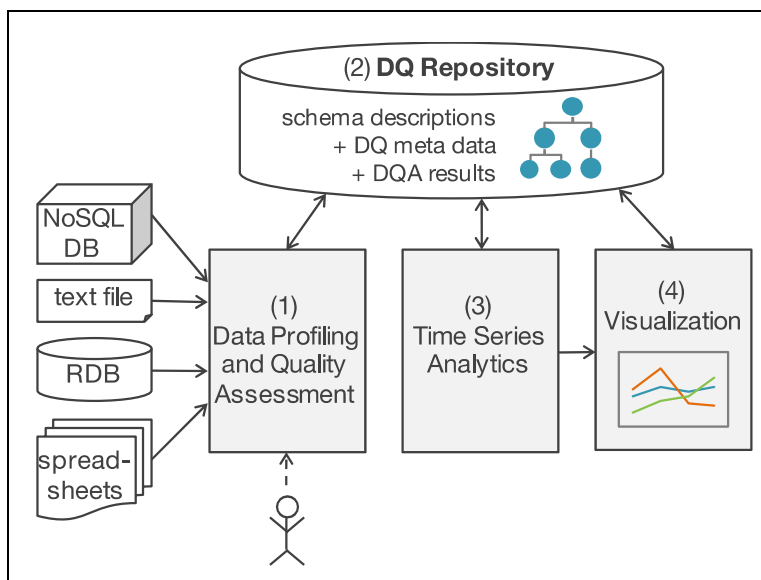 (2) DQ Repository
schema descriptions
+ DQ meta data
+ DQA results
NoSQL
DB
text file
RDB
spread-
sheets
(1)
Data Profiling
and Quality
Assessment
(3)
Time Series
Analytics
(4)
Visualization